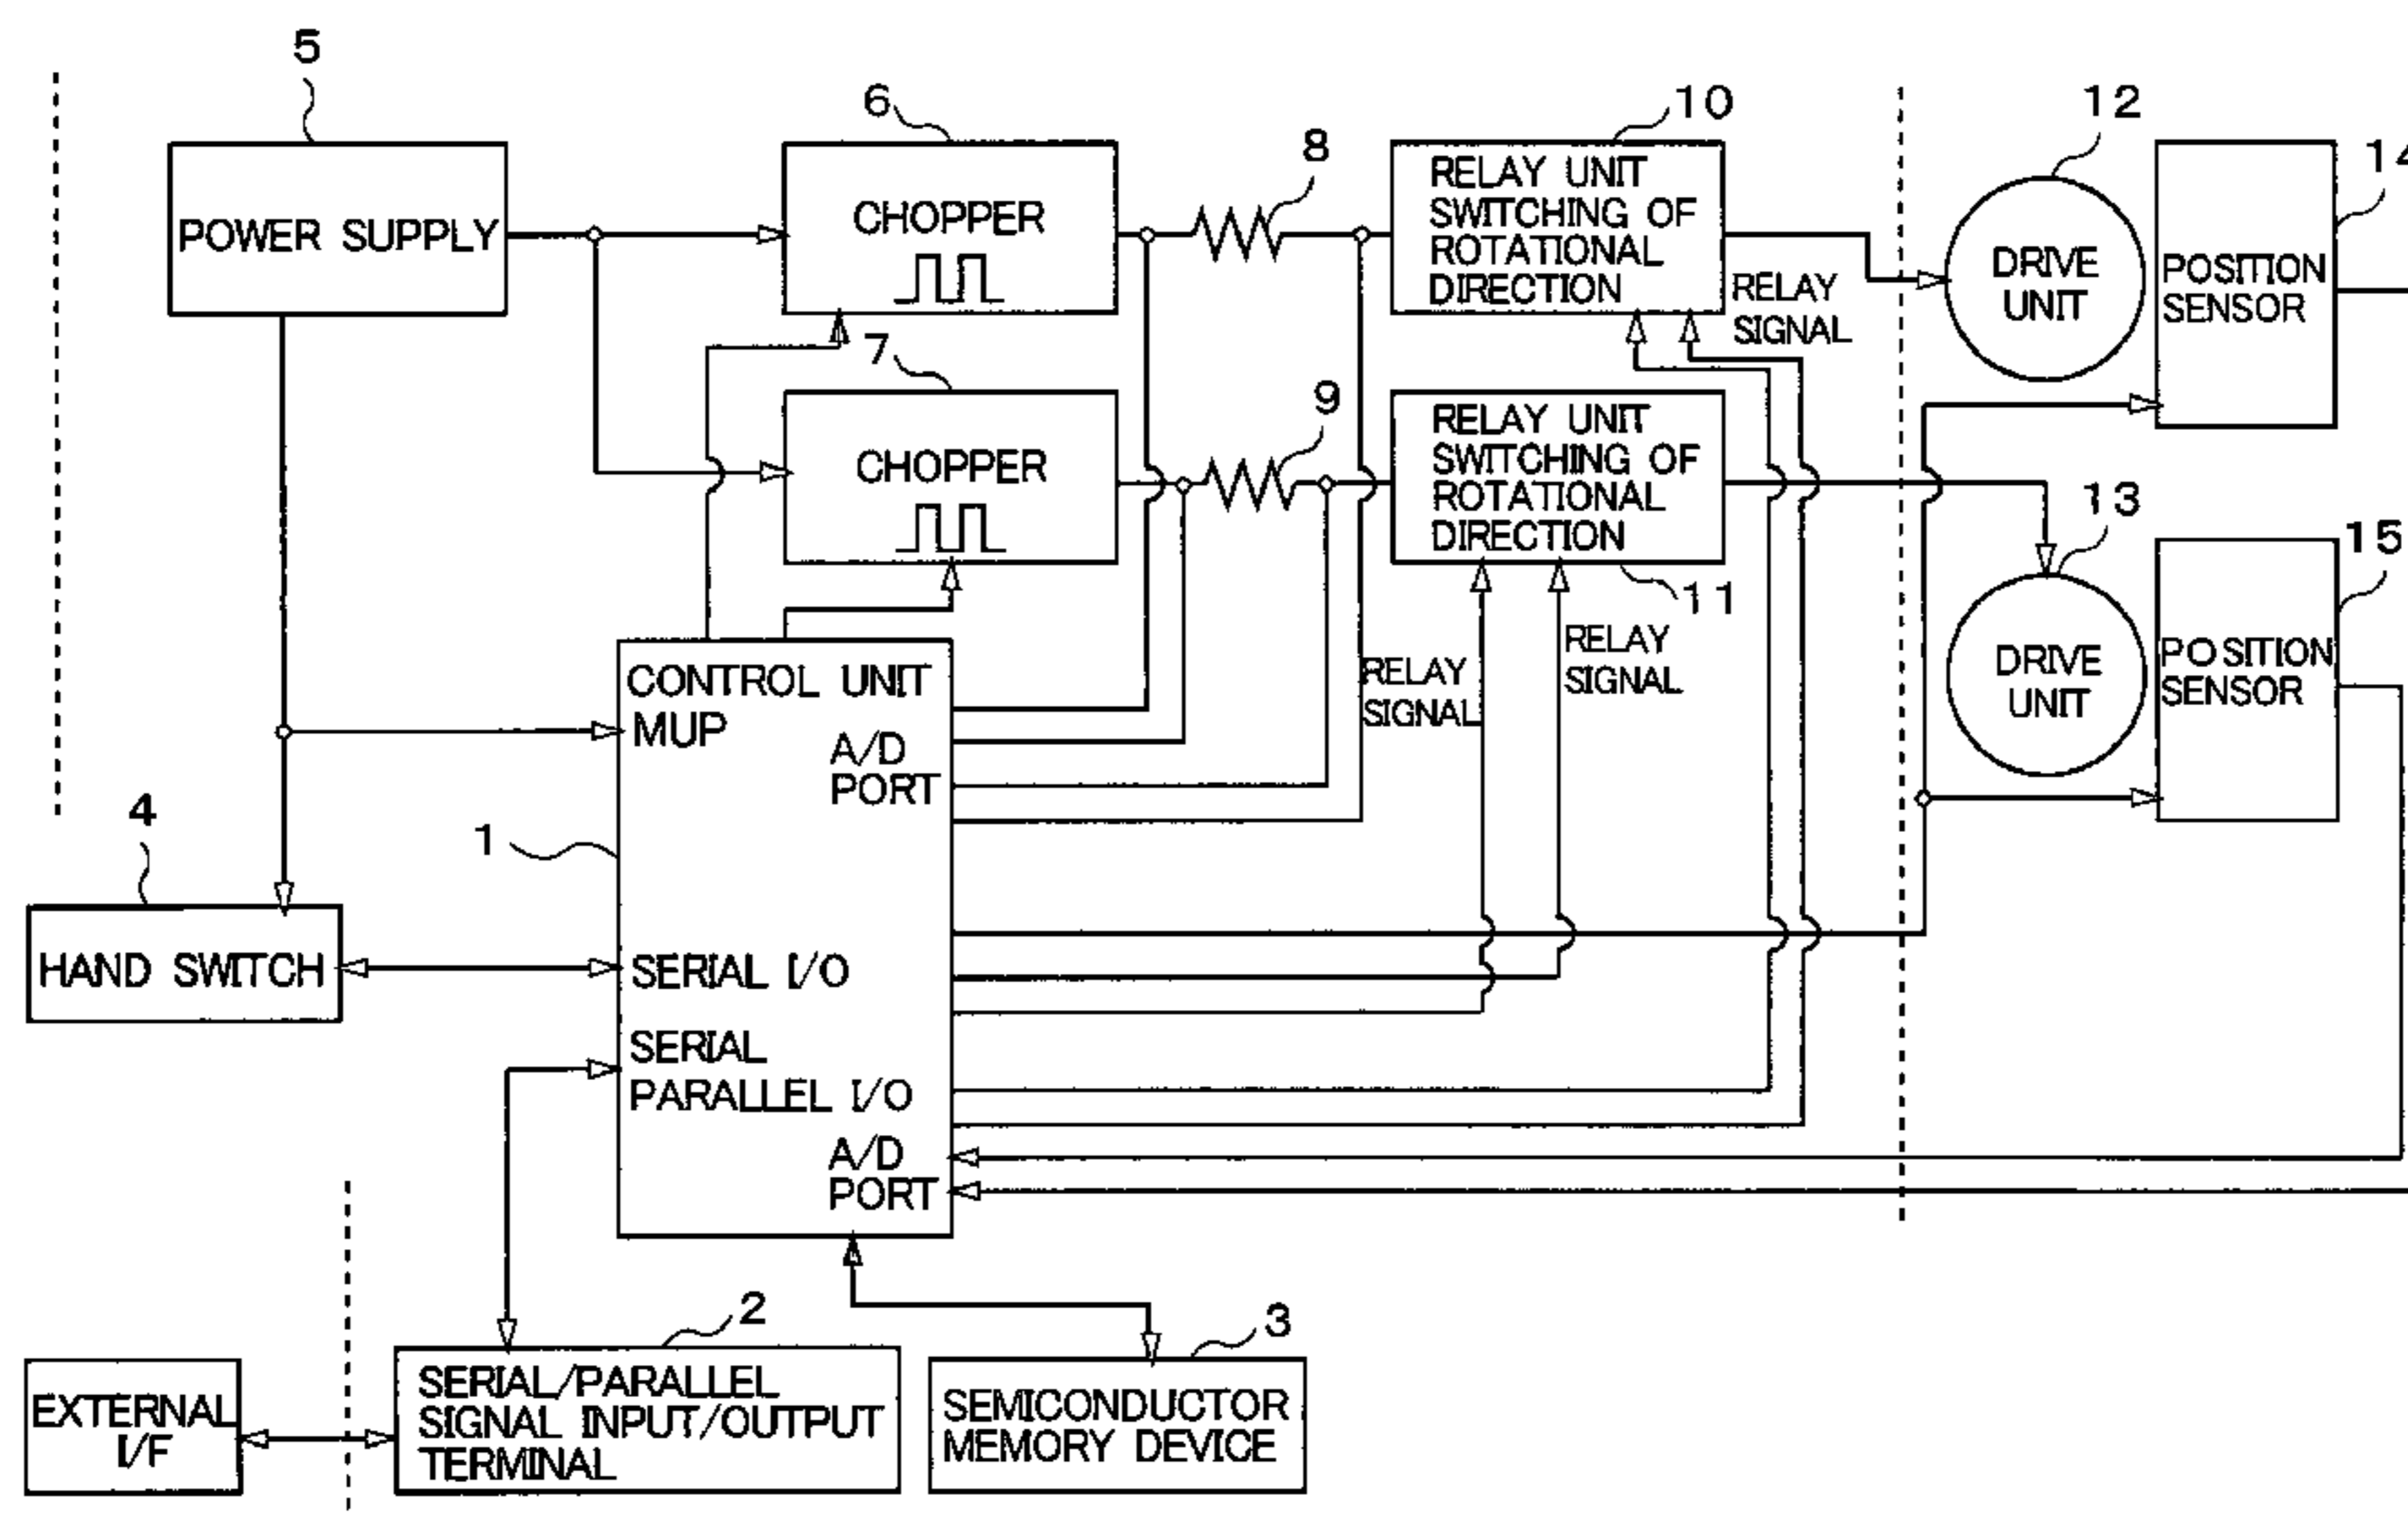 5
6
10
12
8
14
POWER SUPPLY
CHOPPER
RELAY UNIT
SWITCHING OF
ROTATIONAL
DIRECTION
RELAY
SIGNAL
DRIVE
UNIT
POSITION
SENSOR
7
9
CHOPPER
RELAY UNIT
SWITCHING OF
ROTATIONAL
DIRECTION
11
13
15
DRIVE
UNIT
POSITION
SENSOR
RELAY
SIGNAL
RELAY
SIGNAL
CONTROL UNIT
MUP
A/D
PORT
4
1
HAND SWITCH
SERIAL I/O
SERIAL
PARALLEL I/O
A/D
PORT
2
3
EXTERNAL
I/F
SERIAL/PARALLEL
SIGNAL INPUT/OUTPUT
TERMINAL
SEMICONDUCTOR
MEMORY DEVICE